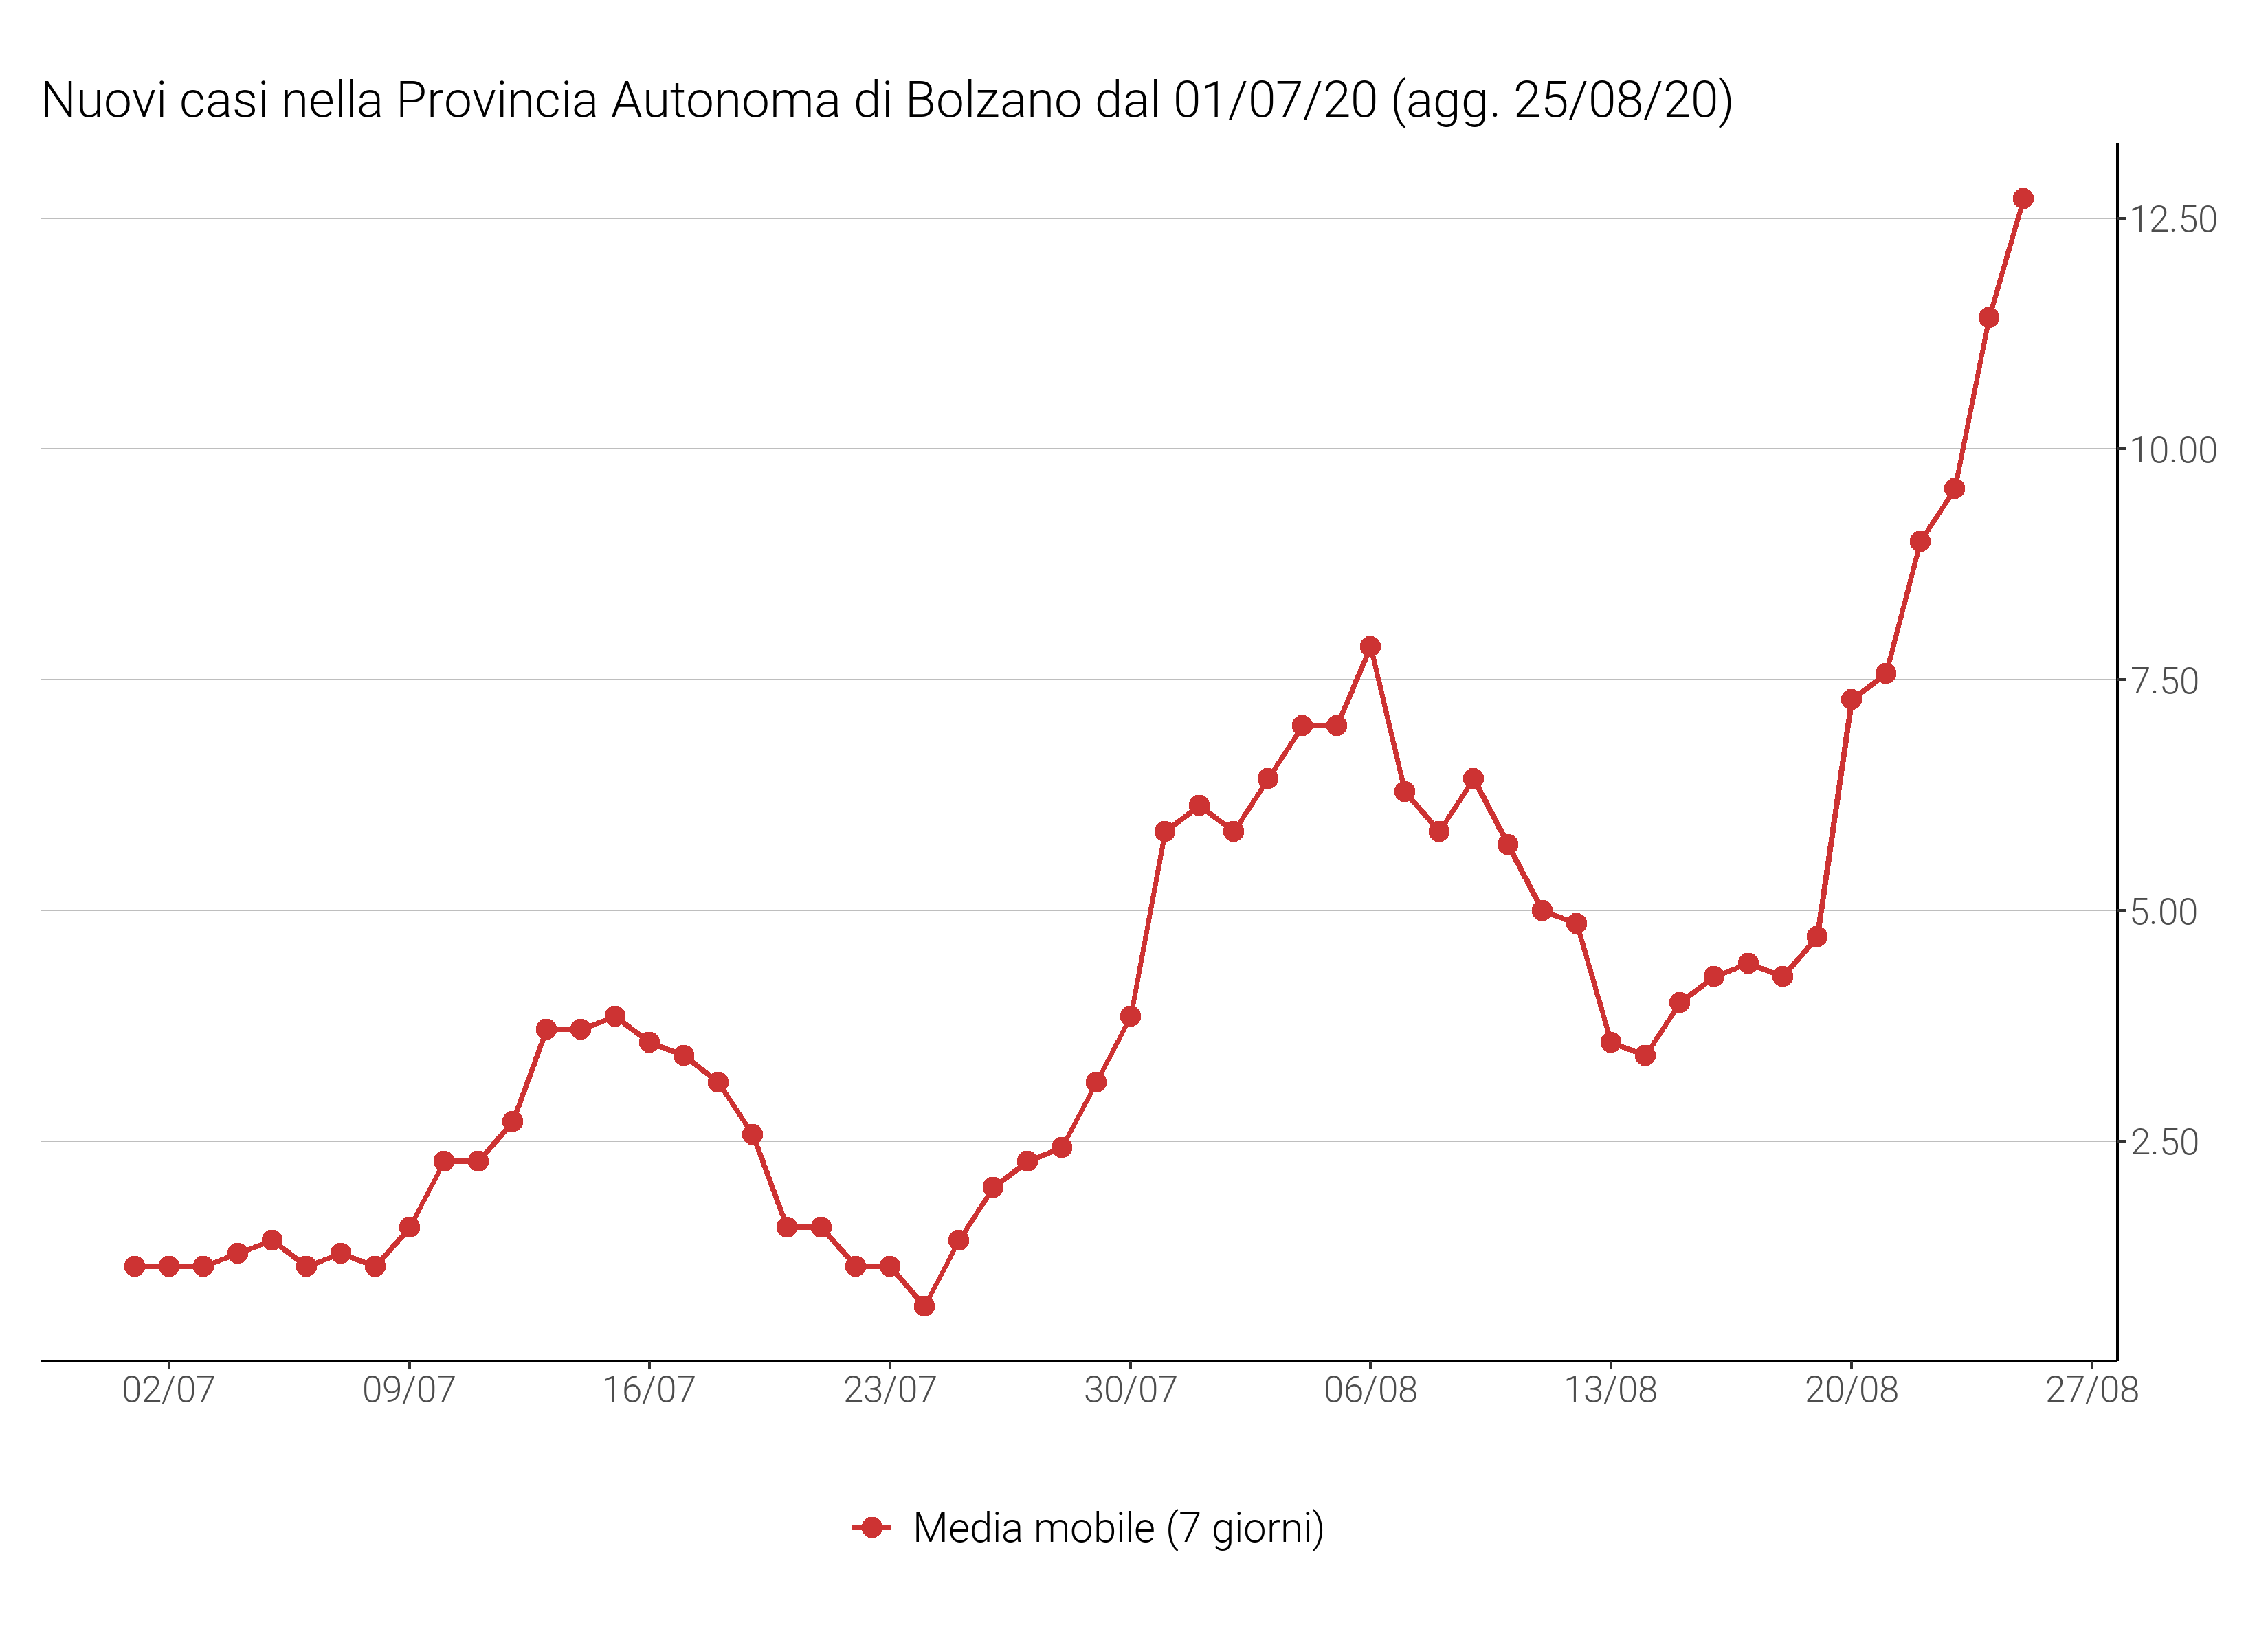 Nuovi casi nella Provincia Autonoma di Bolzano dal 01/07/20 (agg. 25/08/20)
12.50
10.00
7.50
5.00
2.50
02/07 09/07 16/07 23/07 30/07 06/08 13/08 20/08 27/08
Media mobile (7 giorni)